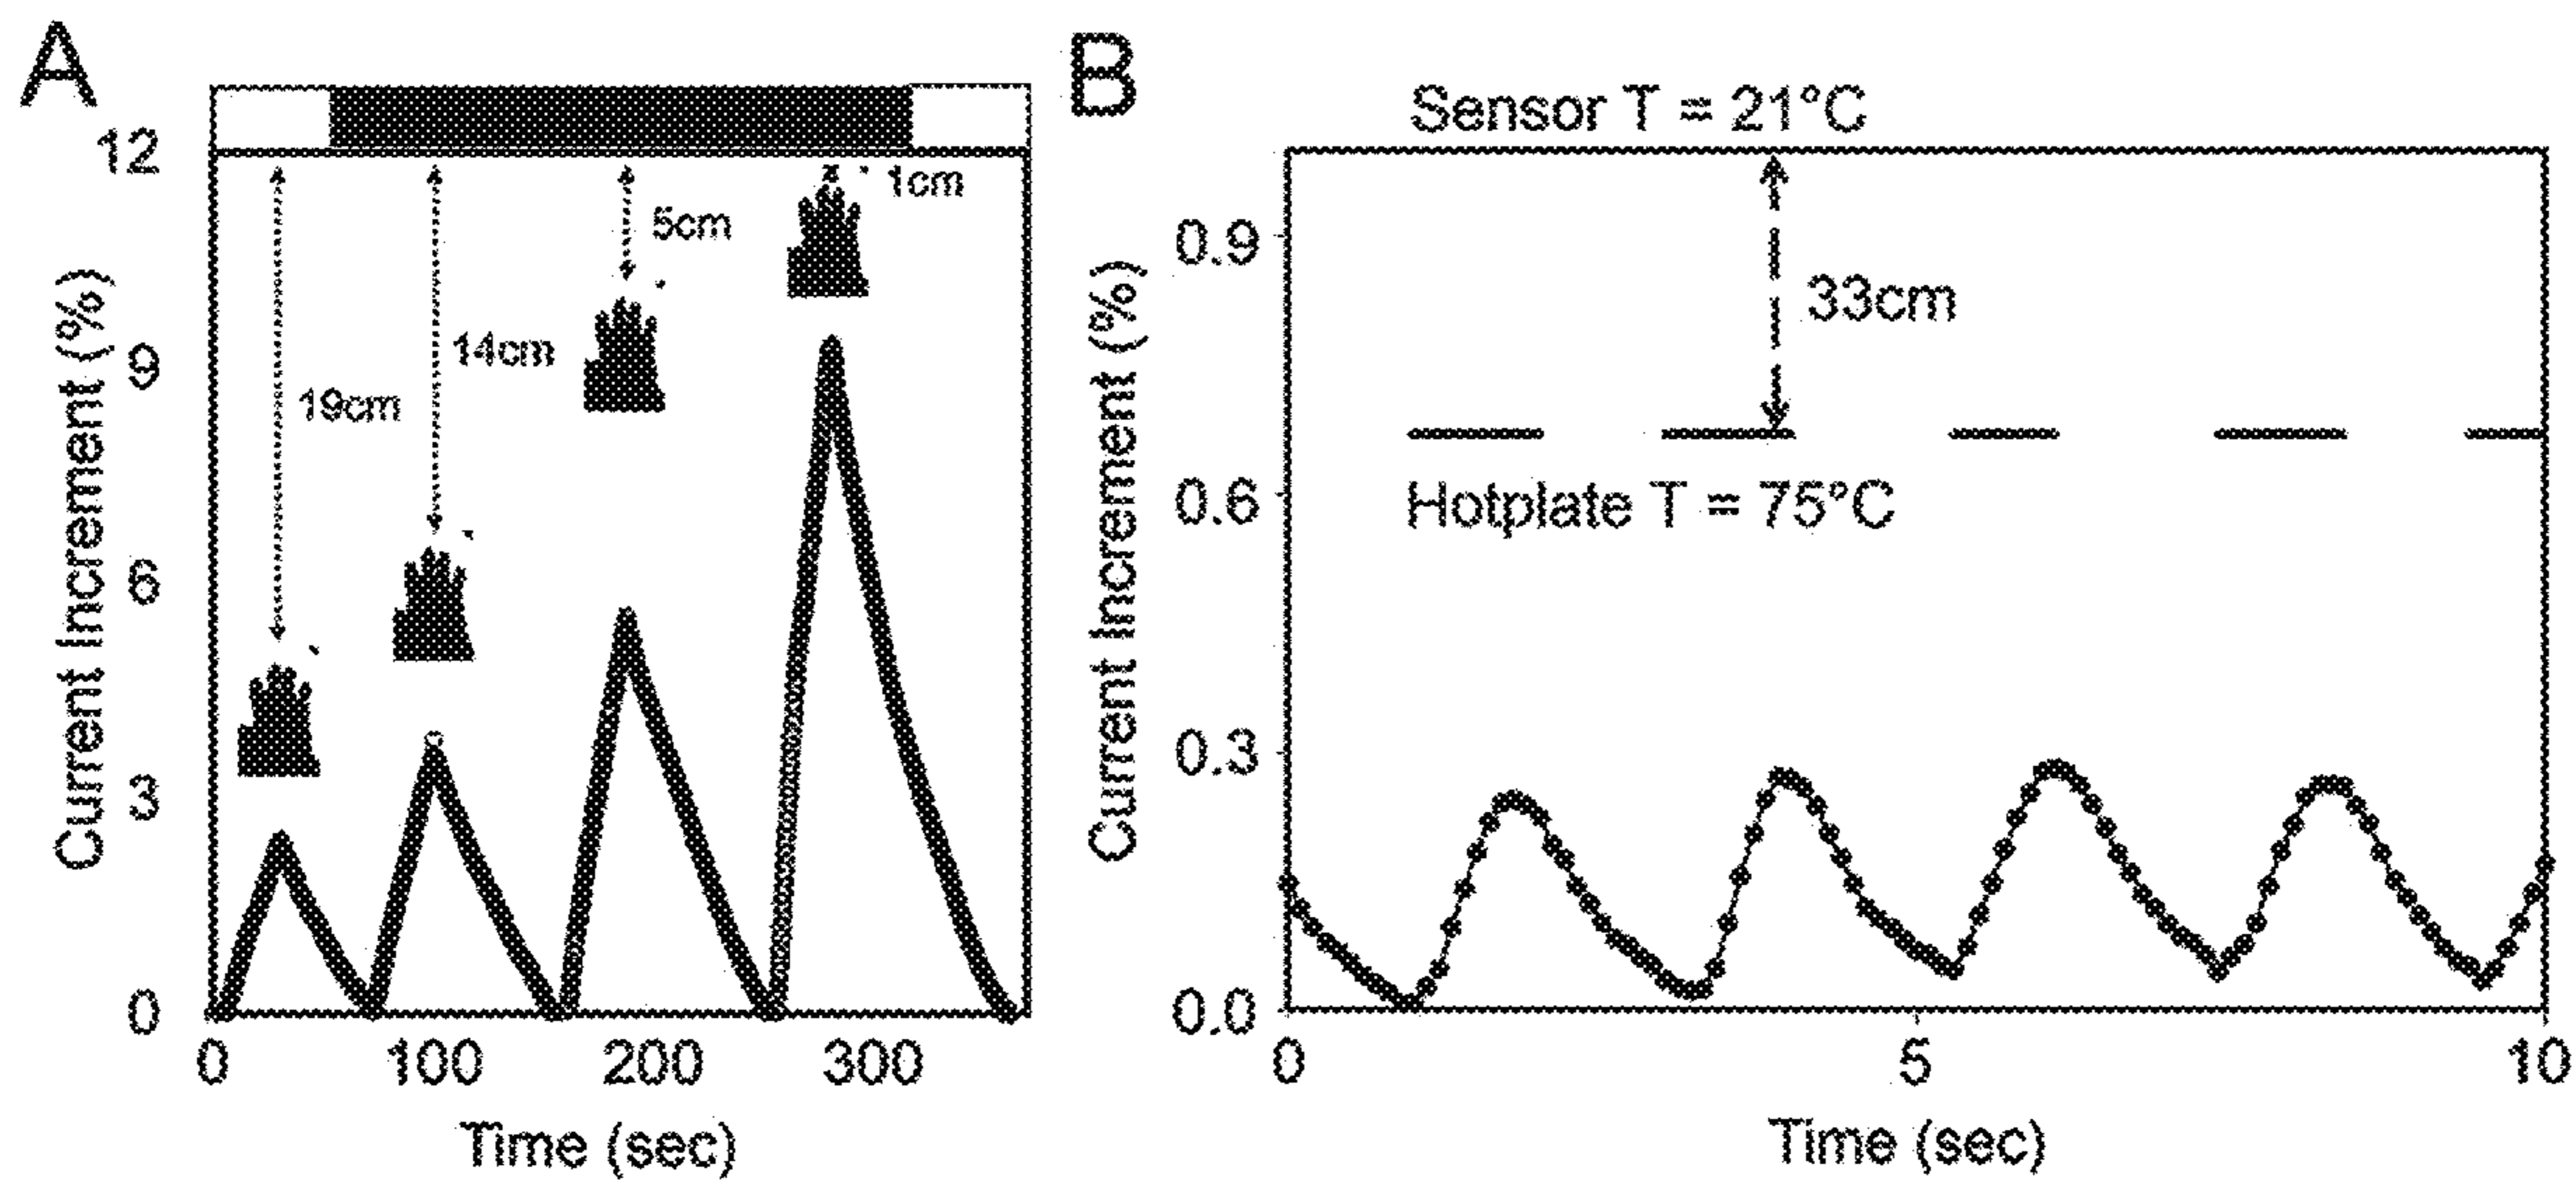 A
12
9
6
3
0
Current Increment (%)
19cm
14cm
5cm
1cm
0 100 200 300
Time (sec)
B
Sensor T = 21°C
33cm
Hotplate T = 75°C
0.9
0.6
0.3
0.0
Current Increment (%)
0 5 10
Time (sec)